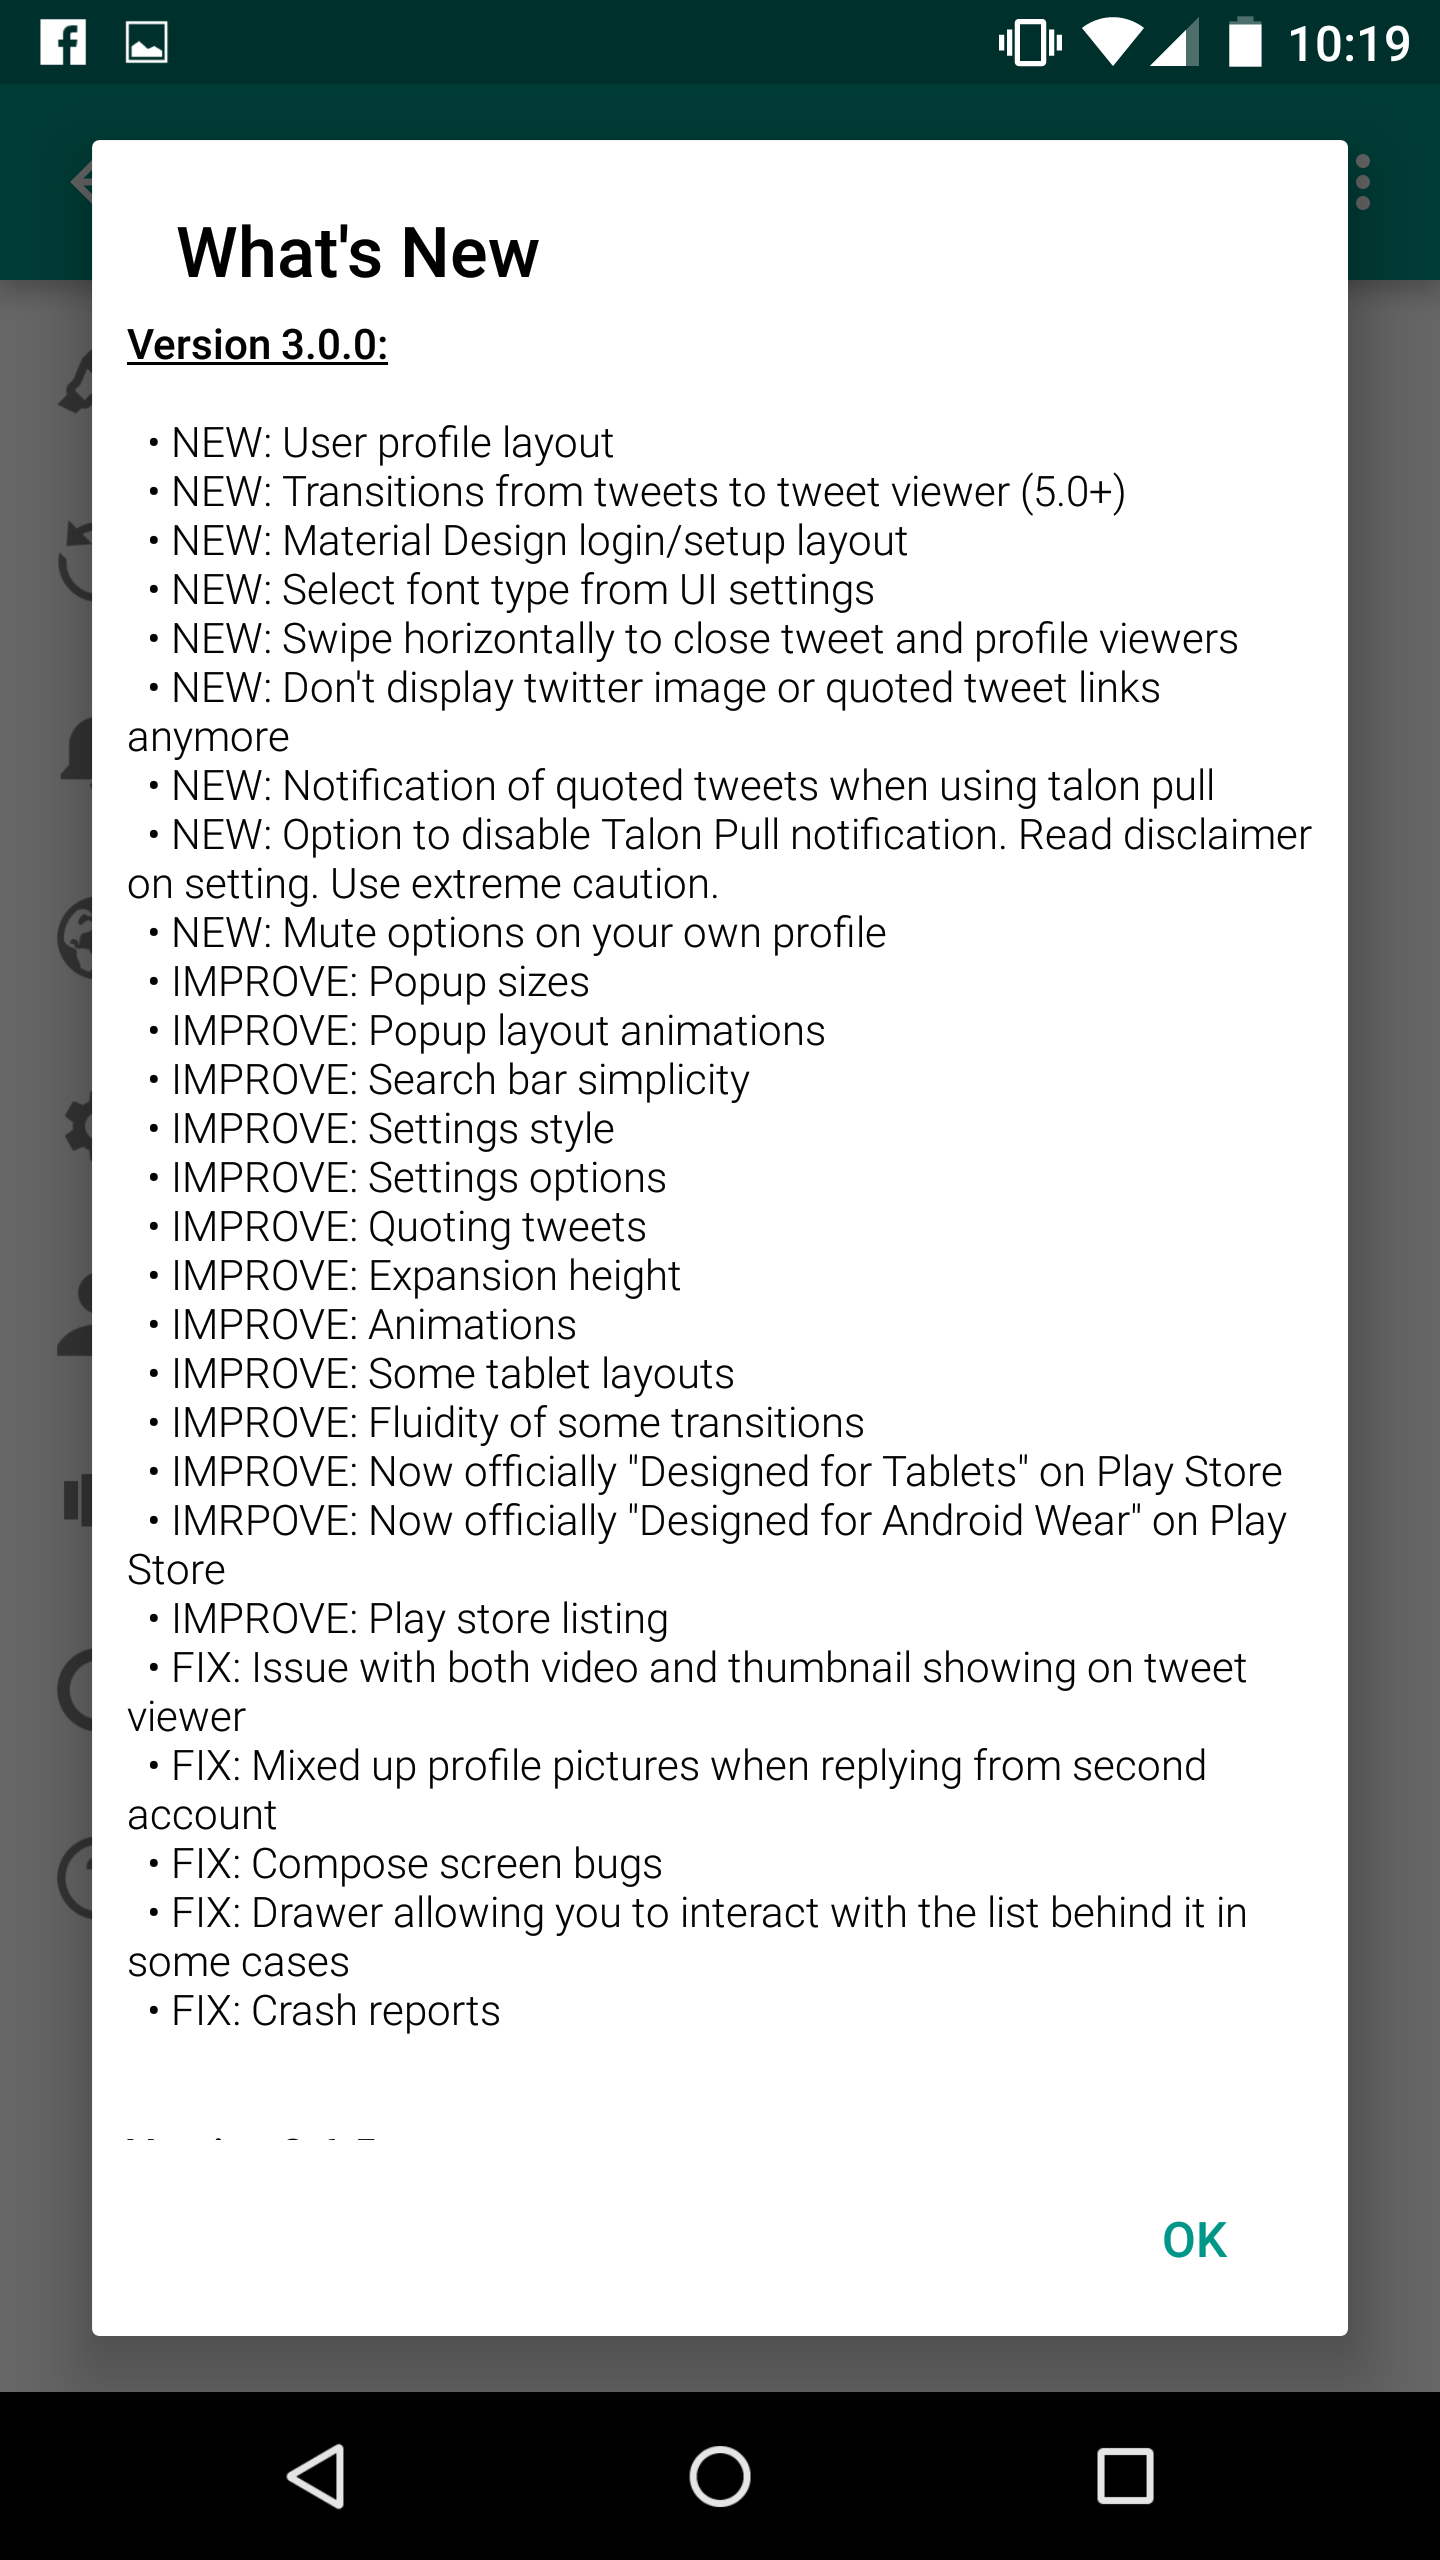 10:19
What's New
Version 3.0.0:
• NEW: User profile layout
• NEW: Transitions from tweets to tweet viewer (5.0+)
• NEW: Material Design login/setup layout
• NEW: Select font type from UI settings
• NEW: Swipe horizontally to close tweet and profile viewers
• NEW: Don't display twitter image or quoted tweet links
anymore
• NEW: Notification of quoted tweets when using talon pull
• NEW: Option to disable Talon Pull notification. Read disclaimer
on setting. Use extreme caution.
• NEW: Mute options on your own profile
• IMPROVE: Popup sizes
• IMPROVE: Popup layout animations
• IMPROVE: Search bar simplicity
• IMPROVE: Settings style
• IMPROVE: Settings options
• IMPROVE: Quoting tweets
• IMPROVE: Expansion height
• IMPROVE: Animations
• IMPROVE: Some tablet layouts
• IMPROVE: Fluidity of some transitions
• IMPROVE: Now officially "Designed for Tablets" on Play Store
• IMRPOVE: Now officially "Designed for Android Wear" on Play
Store
• IMPROVE: Play store listing
• FIX: Issue with both video and thumbnail showing on tweet
viewer
• FIX: Mixed up profile pictures when replying from second
account
• FIX: Compose screen bugs
• FIX: Drawer allowing you to interact with the list behind it in
some cases
• FIX: Crash reports
OK